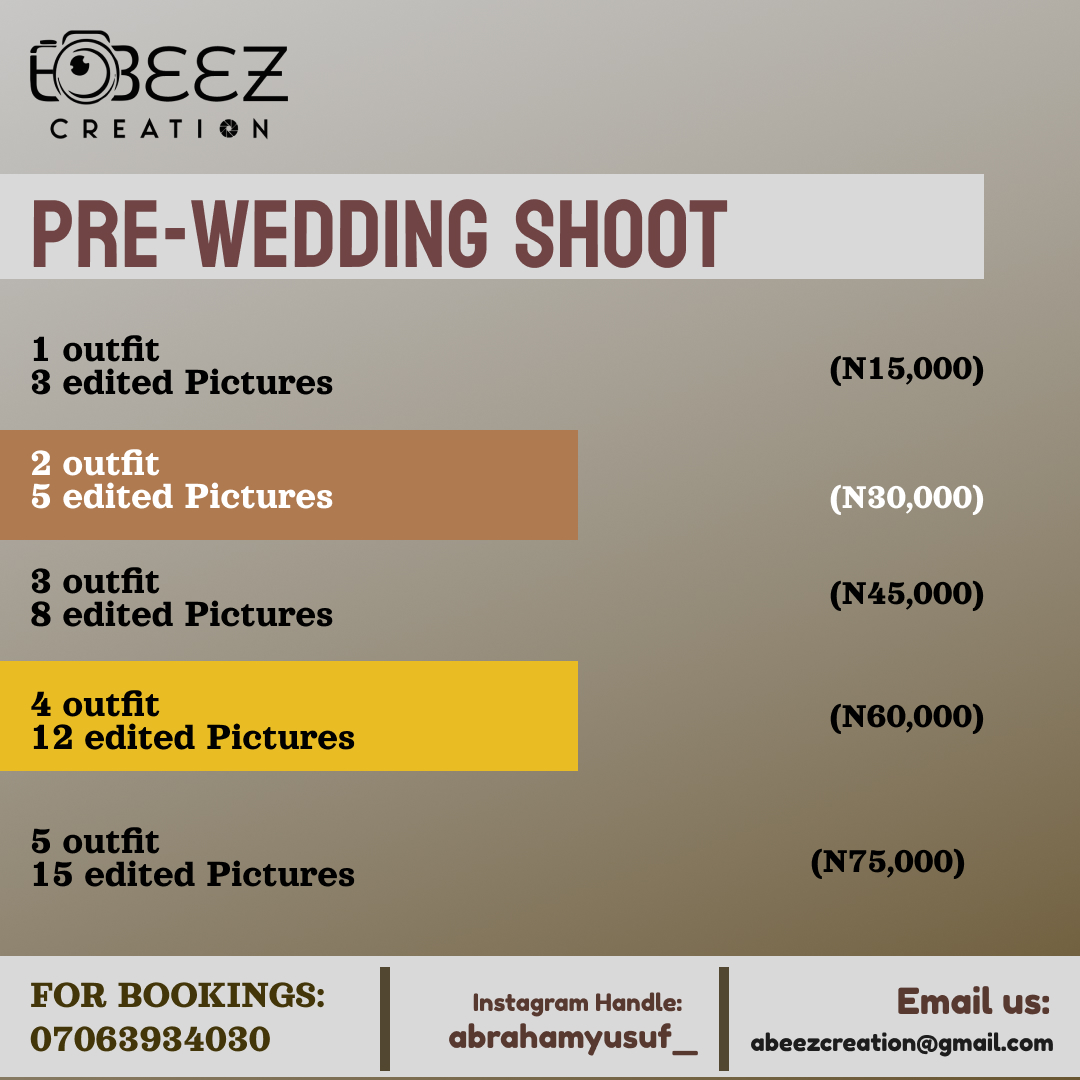 BEEZ
CREATION
PRE-WEDDING SHOOT
1 outfit
3 edited Pictures
(N15,000)
2 outfit
5 edited Pictures
(N30,000)
3 outfit
8 edited Pictures
(N45,000)
4 outfit
12 edited Pictures
(N60,000)
5 outfit
15 edited Pictures
(N75,000)
FOR BOOKINGS:
07063934030
Instagram Handle:
abrahamyusuf_
Email us:
abeezcreation@gmail.com